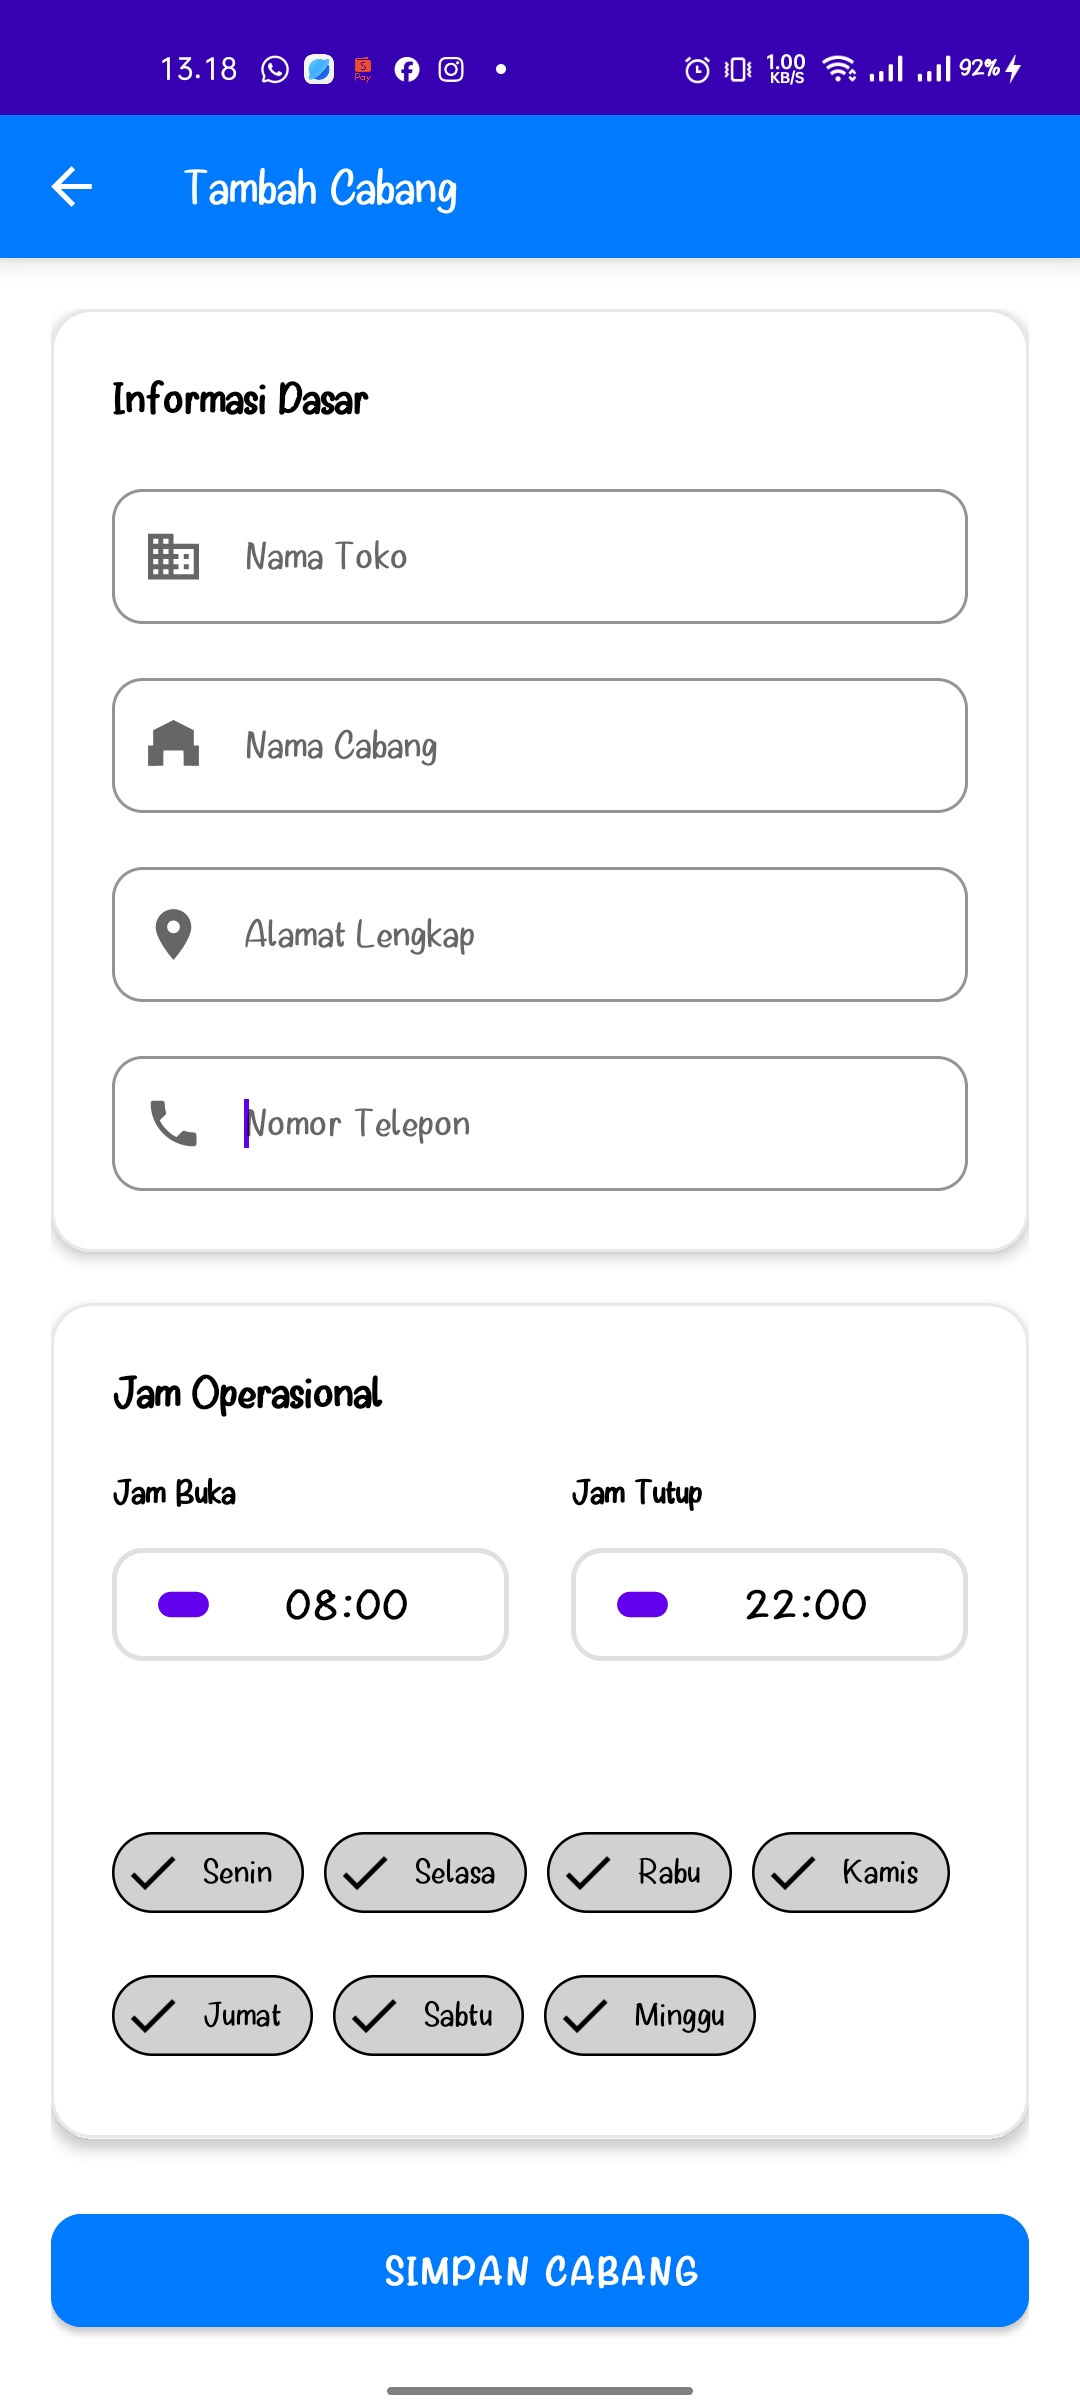 13.18 1.00 KB/S 92%
Tambah Cabang
Informasi Dasar
Nama Toko
Nama Cabang
Alamat Lengkap
Nomor Telepon
Jam Operasional
Jam Buka Jam Tutup
08:00 22:00
Senin Selasa Rabu Kamis
Jumat Sabtu Minggu
SIMPAN CABANG